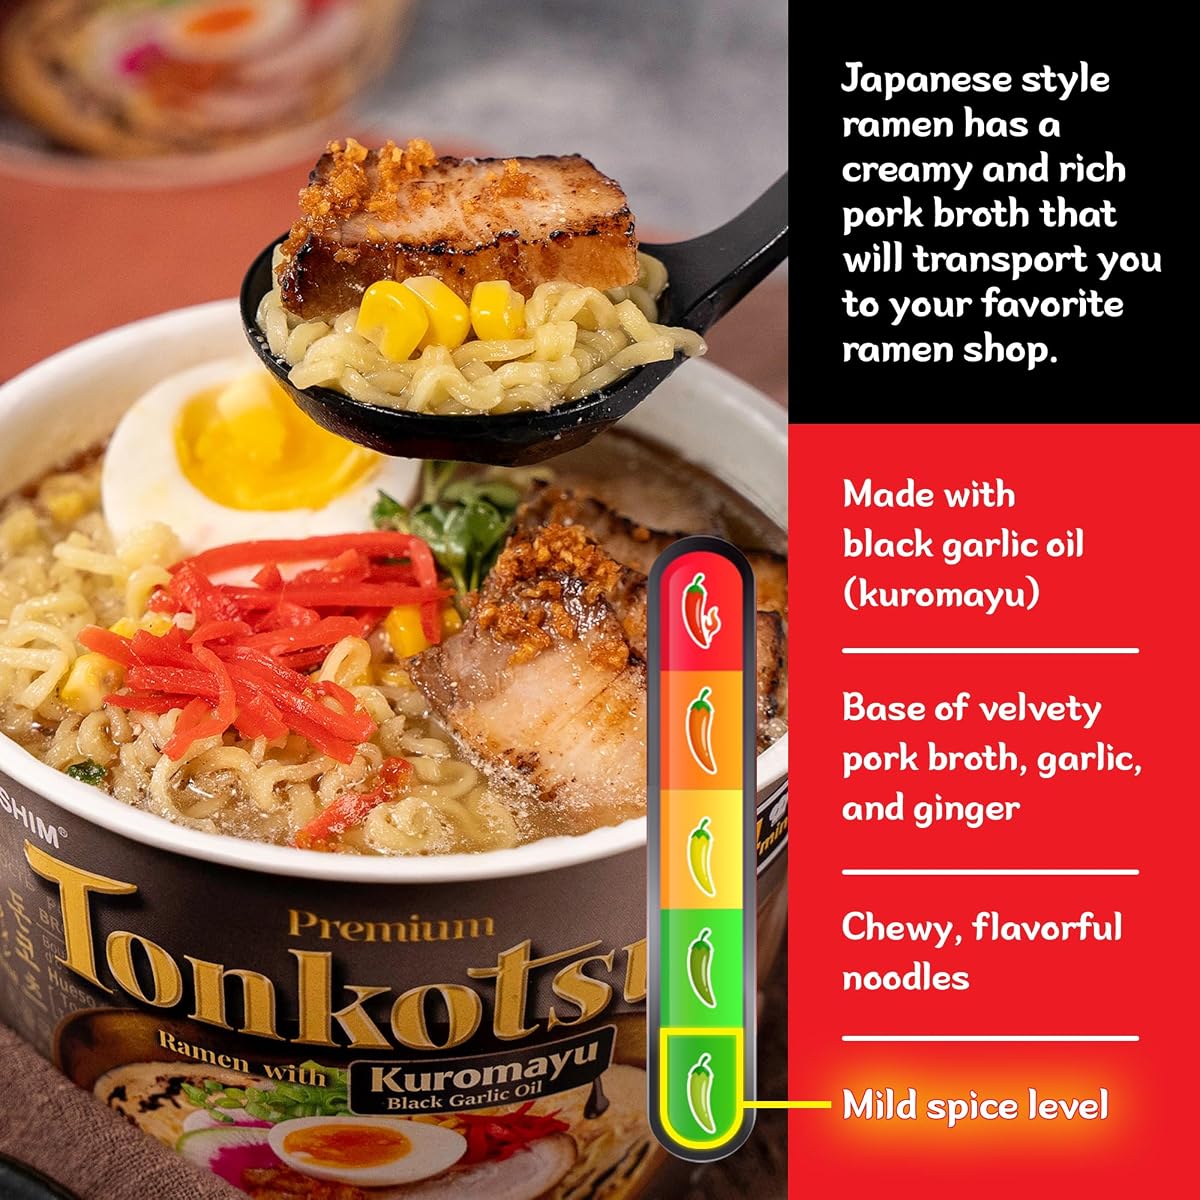 Japanese style
ramen has a
creamy and rich
pork broth that
will transport you
to your favorite
ramen shop.
Made with
black garlic oil
(kuromayu)
Base of velvety
pork broth, garlic,
and ginger
Chewy, flavorful
noodles
Mild spice level
SHIM®
Premium
Tonkots
Ramen with
Kuromayu
Black Garlic Oil